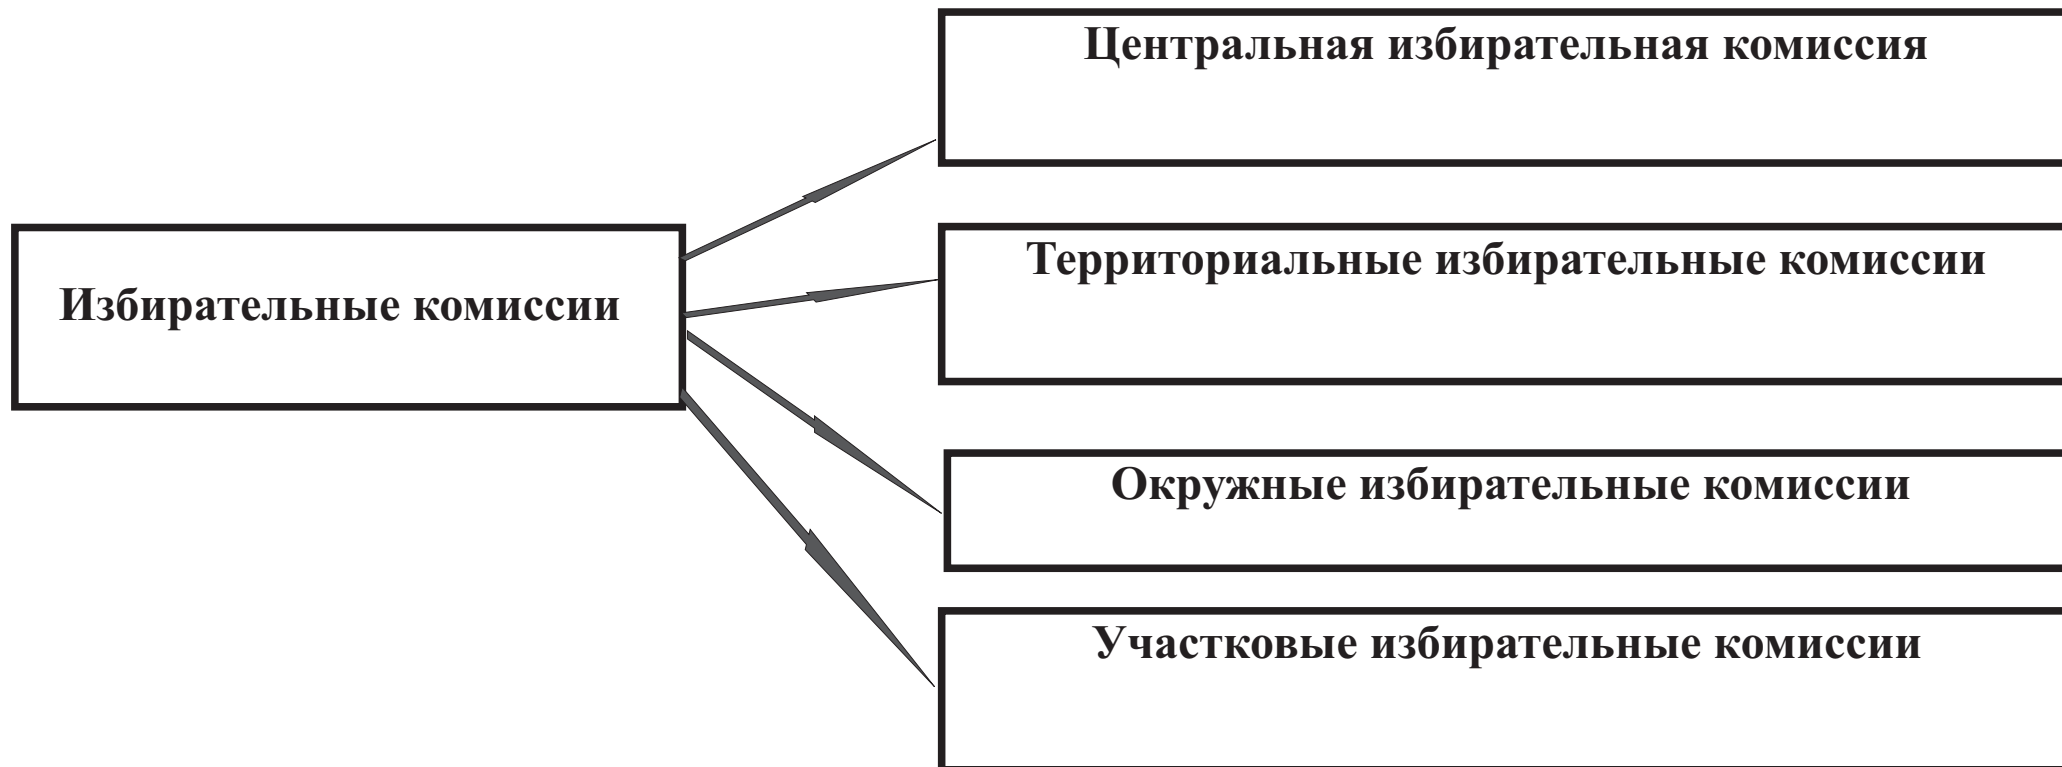 Центральная избирательная комиссия
Территориальные избирательные комиссии
Избирательные комиссии
Окружные избирательные комиссии
Участковые избирательные комиссии